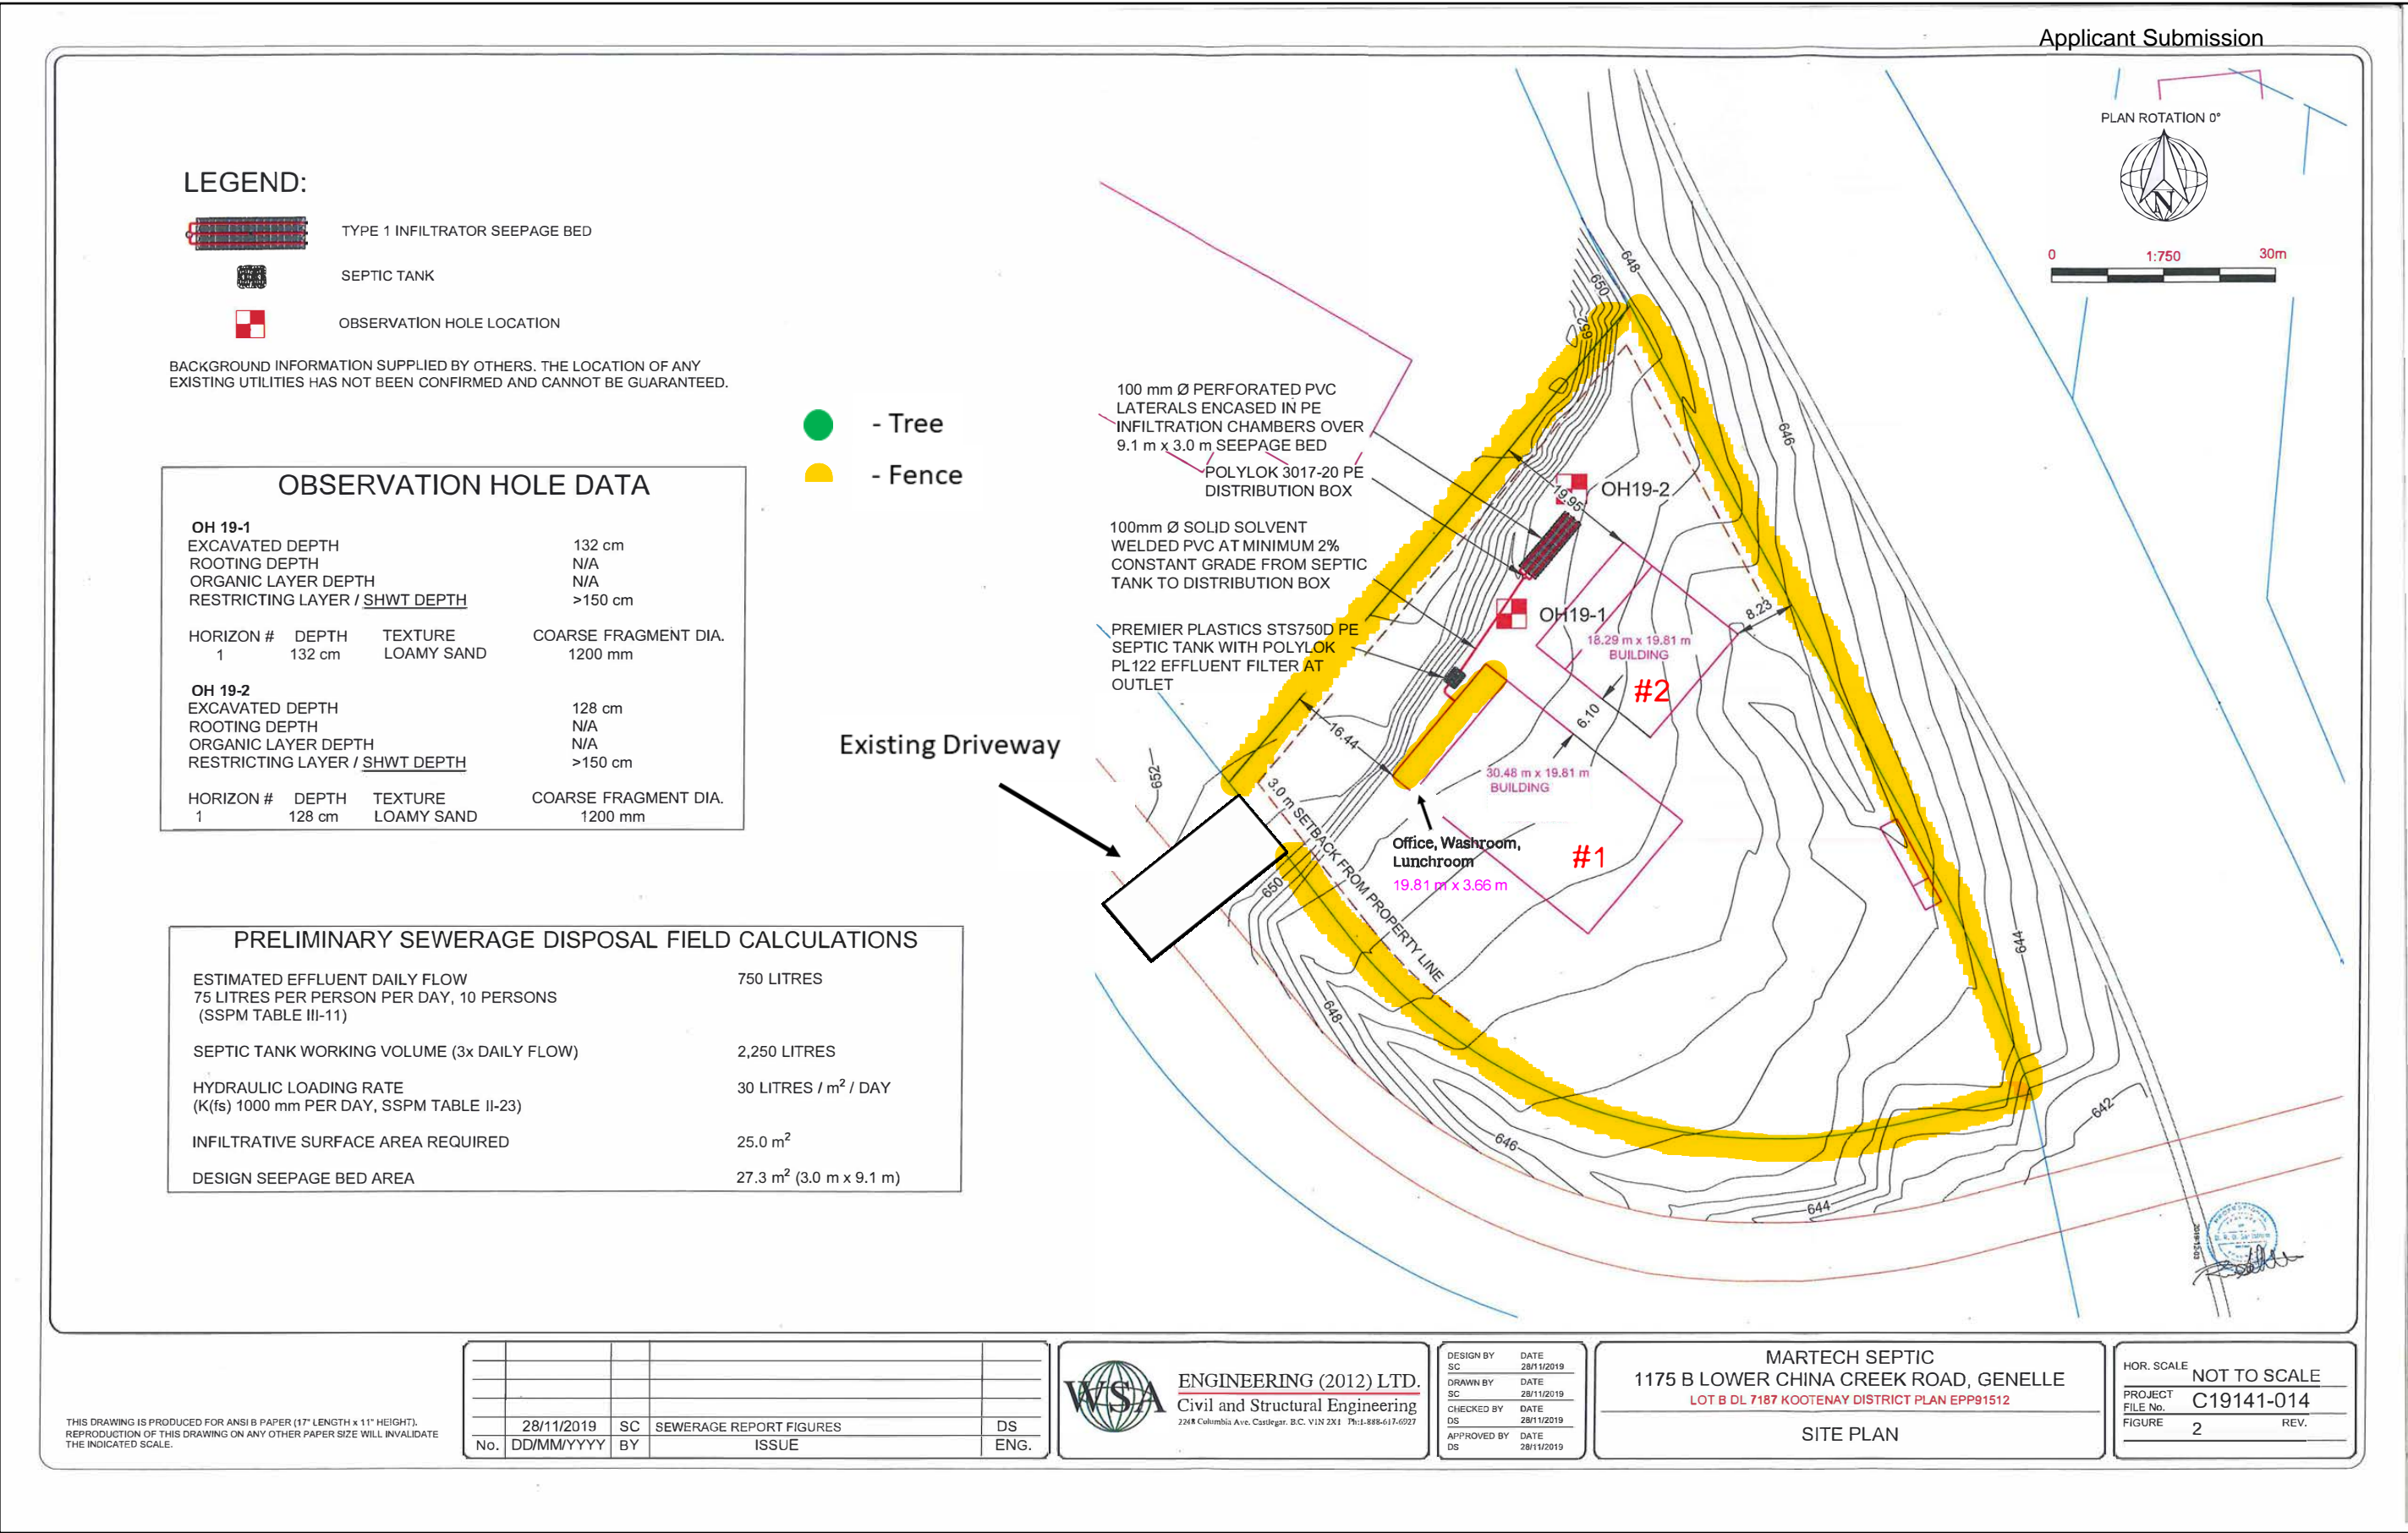 Applicant Submission
LEGEND:
TYPE 1 INFILTRATOR SEEPAGE BED
SEPTIC TANK
OBSERVATION HOLE LOCATION
BACKGROUND INFORMATION SUPPLIED BY OTHERS. THE LOCATION OF ANY
EXISTING UTILITIES HAS NOT BEEN CONFIRMED AND CANNOT BE GUARANTEED.
- Tree
- Fence
OBSERVATION HOLE DATA
OH 19-1
EXCAVATED DEPTH 132 cm
ROOTING DEPTH N/A
ORGANIC LAYER DEPTH N/A
RESTRICTING LAYER / SHWT DEPTH >150 cm
HORIZON # DEPTH TEXTURE COARSE FRAGMENT DIA.
1 132 cm LOAMY SAND 1200 mm
OH 19-2
EXCAVATED DEPTH 128 cm
ROOTING DEPTH N/A
ORGANIC LAYER DEPTH N/A
RESTRICTING LAYER / SHWT DEPTH >150 cm
HORIZON # DEPTH TEXTURE COARSE FRAGMENT DIA.
1 128 cm LOAMY SAND 1200 mm
PRELIMINARY SEWERAGE DISPOSAL FIELD CALCULATIONS
ESTIMATED EFFLUENT DAILY FLOW 750 LITRES
75 LITRES PER PERSON PER DAY, 10 PERSONS
(SSPM TABLE III-11)
SEPTIC TANK WORKING VOLUME (3x DAILY FLOW) 2,250 LITRES
HYDRAULIC LOADING RATE 30 LITRES / m² / DAY
(K(fs) 1000 mm PER DAY, SSPM TABLE II-23)
INFILTRATIVE SURFACE AREA REQUIRED 25.0 m²
DESIGN SEEPAGE BED AREA 27.3 m² (3.0 m x 9.1 m)
PLAN ROTATION 0°
N
0 1:750 30m
100 mm Ø PERFORATED PVC
LATERALS ENCASED IN PE
INFILTRATION CHAMBERS OVER
9.1 m x 3.0 m SEEPAGE BED
POLYLOK 3017-20 PE
DISTRIBUTION BOX
100mm Ø SOLID SOLVENT
WELDED PVC AT MINIMUM 2%
CONSTANT GRADE FROM SEPTIC
TANK TO DISTRIBUTION BOX
PREMIER PLASTICS STS750D PE
SEPTIC TANK WITH POLYLOK
PL122 EFFLUENT FILTER AT
OUTLET
Existing Driveway
648
650
652
646
OH19-2
19.95
OH19-1
8.23
18.29 m x 19.81 m
BUILDING
#2
6.10
16.44
30.48 m x 19.81 m
BUILDING
652
3.0 m SETBACK FROM PROPERTY LINE
Office, Washroom,
Lunchroom
19.81 m x 3.66 m
#1
650
644
648
642
646
644
2019-12-03
THIS DRAWING IS PRODUCED FOR ANSI B PAPER (17" LENGTH x 11" HEIGHT).
REPRODUCTION OF THIS DRAWING ON ANY OTHER PAPER SIZE WILL INVALIDATE
THE INDICATED SCALE.
28/11/2019 SC SEWERAGE REPORT FIGURES DS
No. DD/MM/YYYY BY ISSUE ENG.
WSA
ENGINEERING (2012) LTD.
Civil and Structural Engineering
2248 Columbia Ave. Castlegar. B.C. V1N 2X1 Ph:1-888-617-6927
DESIGN BY DATE
SC 28/11/2019
DRAWN BY DATE
SC 28/11/2019
CHECKED BY DATE
DS 28/11/2019
APPROVED BY DATE
DS 28/11/2019
MARTECH SEPTIC
1175 B LOWER CHINA CREEK ROAD, GENELLE
LOT B DL 7187 KOOTENAY DISTRICT PLAN EPP91512
SITE PLAN
HOR. SCALE NOT TO SCALE
PROJECT
FILE No. C19141-014
FIGURE 2 REV.